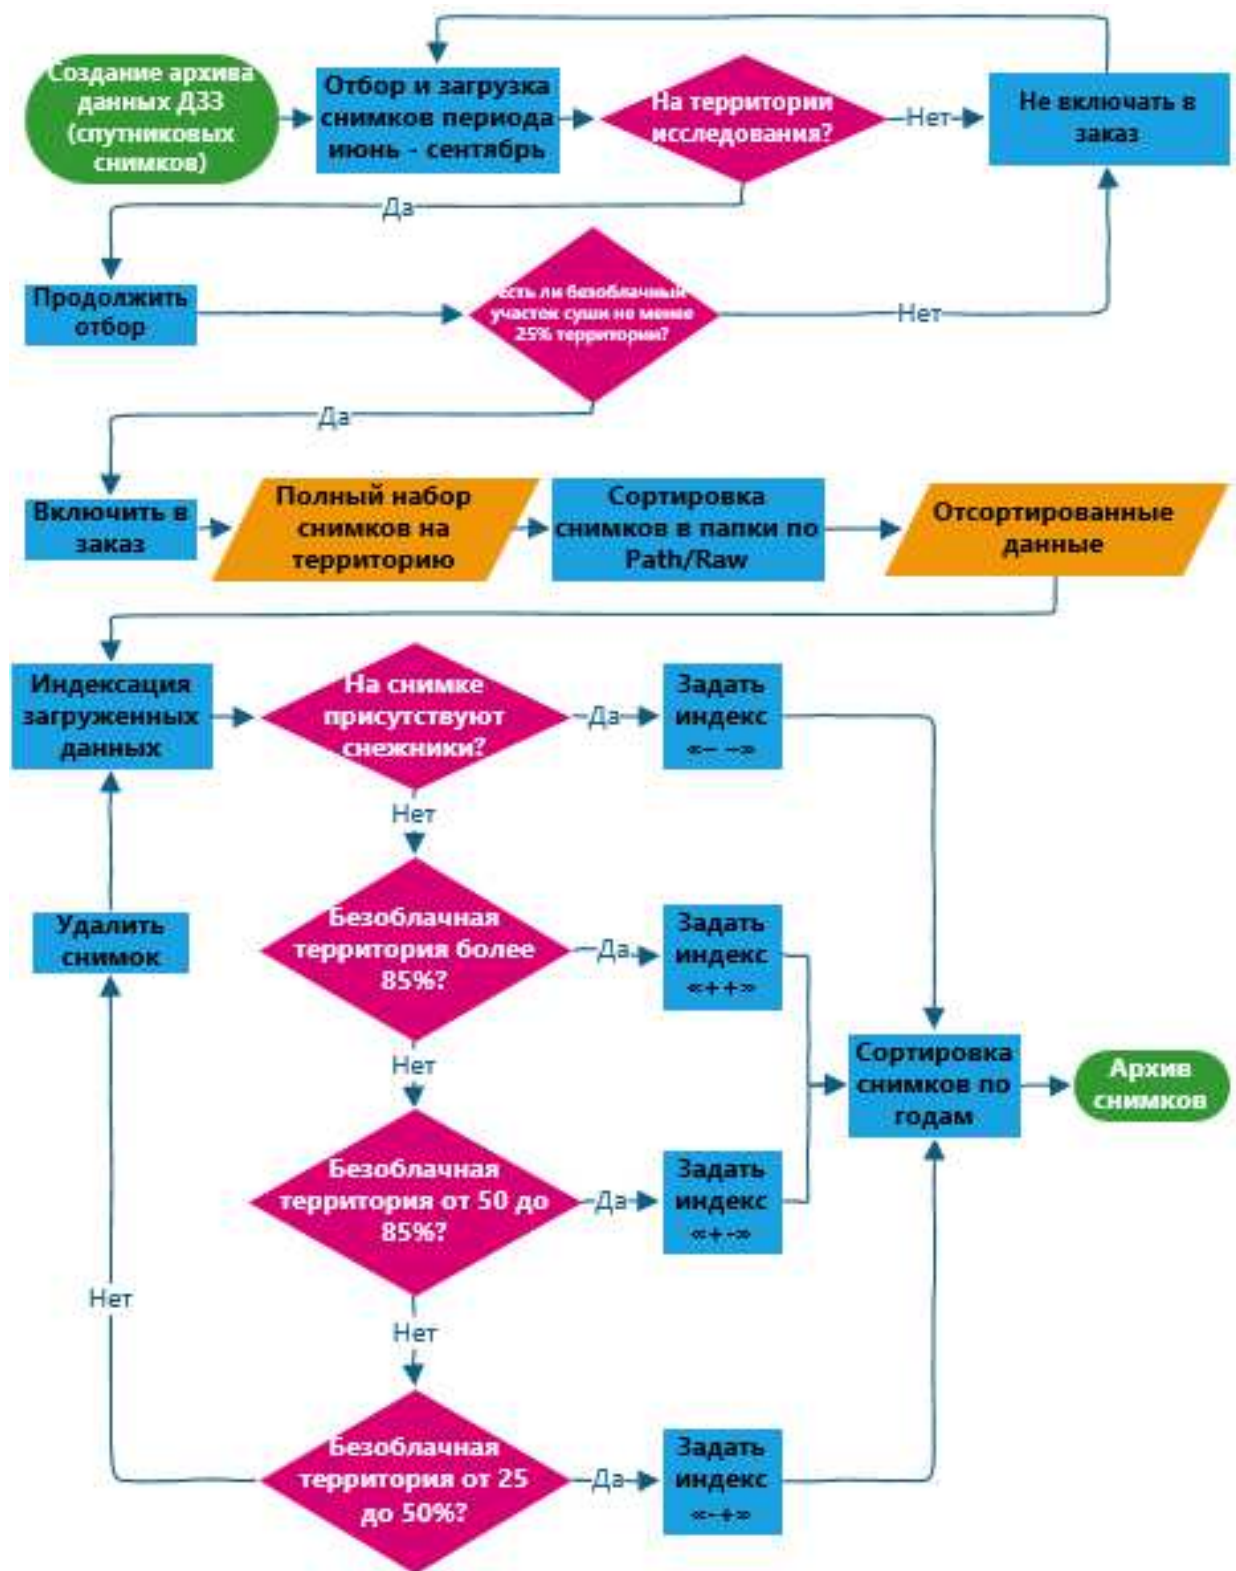 Создание архива
данных ДЗЗ
(спутниковых
снимков)
Отбор и загрузка
снимков периода
июнь - сентябрь
На территории
исследования?
Нет
Не включать в
заказ
Да
Продолжить
отбор
Есть ли безоблачный
участок суши не менее
25% территории?
Нет
Да
Включить в
заказ
Полный набор
снимков на
территорию
Сортировка
снимков в папки по
Path/Raw
Отсортированные
данные
Индексация
загруженных
данных
На снимке
присутствуют
снежники?
Да
Задать
индекс
«– –»
Нет
Удалить
снимок
Безоблачная
территория более
85%?
Да
Задать
индекс
«++»
Нет
Сортировка
снимков по
годам
Архив
снимков
Безоблачная
территория от 50 до
85%?
Да
Задать
индекс
«+-»
Нет
Нет
Безоблачная
территория от 25
до 50%?
Да
Задать
индекс
«-+»